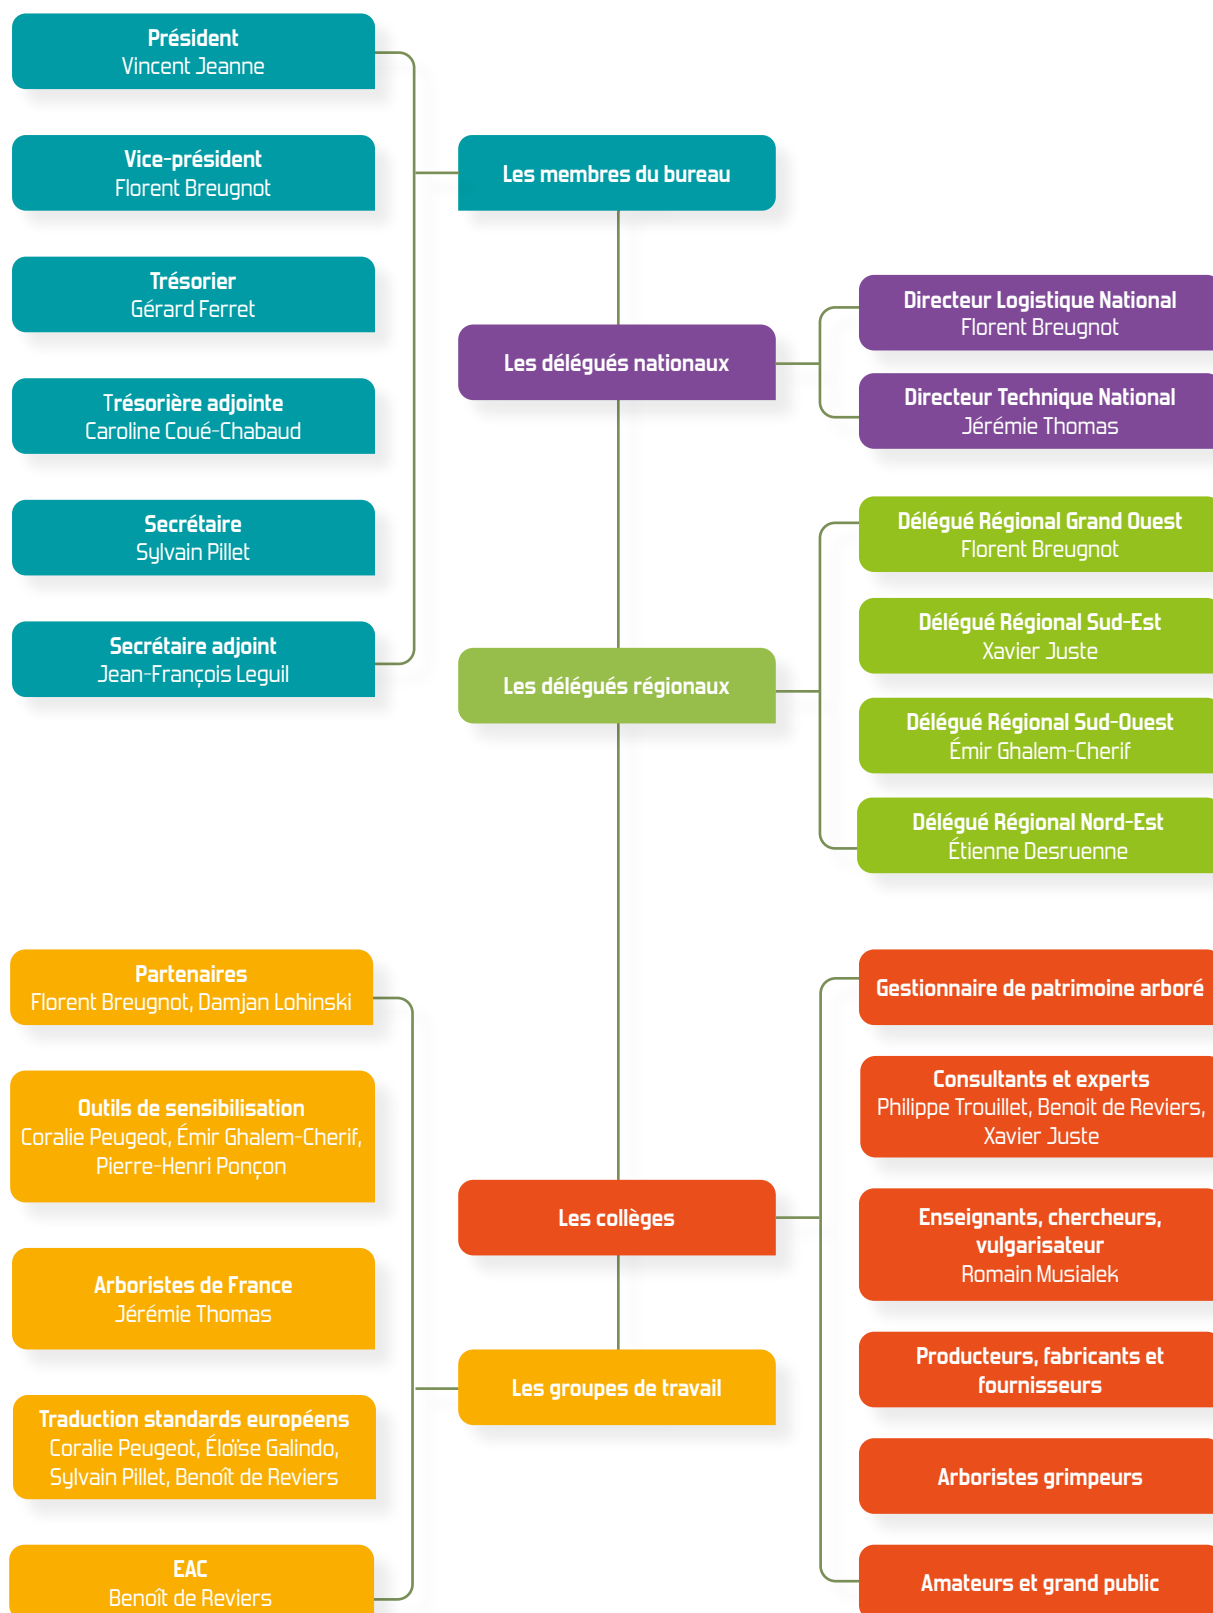 Président
Vincent Jeanne
Vice-président
Florent Breugnot
Trésorier
Gérard Ferret
Trésorière adjointe
Caroline Coué-Chabaud
Secrétaire
Sylvain Pillet
Secrétaire adjoint
Jean-François Leguil
Les membres du bureau
Les délégués nationaux
Directeur Logistique National
Florent Breugnot
Directeur Technique National
Jérémie Thomas
Les délégués régionaux
Délégué Régional Grand Ouest
Florent Breugnot
Délégué Régional Sud-Est
Xavier Juste
Délégué Régional Sud-Ouest
Émir Ghalem-Cherif
Délégué Régional Nord-Est
Étienne Desruenne
Partenaires
Florent Breugnot, Damjan Lohinski
Outils de sensibilisation
Coralie Peugeot, Émir Ghalem-Cherif,
Pierre-Henri Ponçon
Arboristes de France
Jérémie Thomas
Traduction standards européens
Coralie Peugeot, Éloïse Galindo,
Sylvain Pillet, Benoît de Reviers
EAC
Benoît de Reviers
Les collèges
Les groupes de travail
Gestionnaire de patrimoine arboré
Consultants et experts
Philippe Trouillet, Benoit de Reviers,
Xavier Juste
Enseignants, chercheurs,
vulgarisateur
Romain Musialek
Producteurs, fabricants et
fournisseurs
Arboristes grimpeurs
Amateurs et grand public